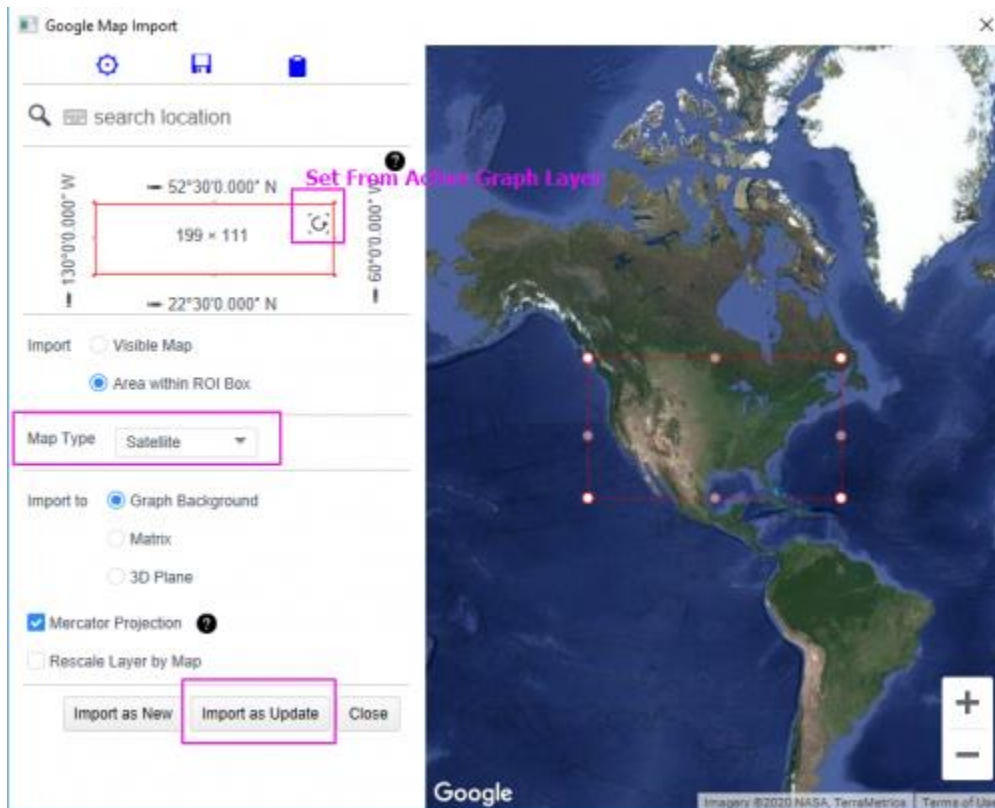 Google Map Import
search location
Set From Active Graph Layer
52°30'0.000" N
130°0'0.000" W
199 × 111
60°0'0.000" W
22°30'0.000" N
Import
Visible Map
Area within ROI Box
Map Type
Satellite
Import to
Graph Background
Matrix
3D Plane
Mercator Projection
Rescale Layer by Map
Import as New
Import as Update
Close
Google
Imagery ©2020 NASA, TerraMetrics
Terms of Use